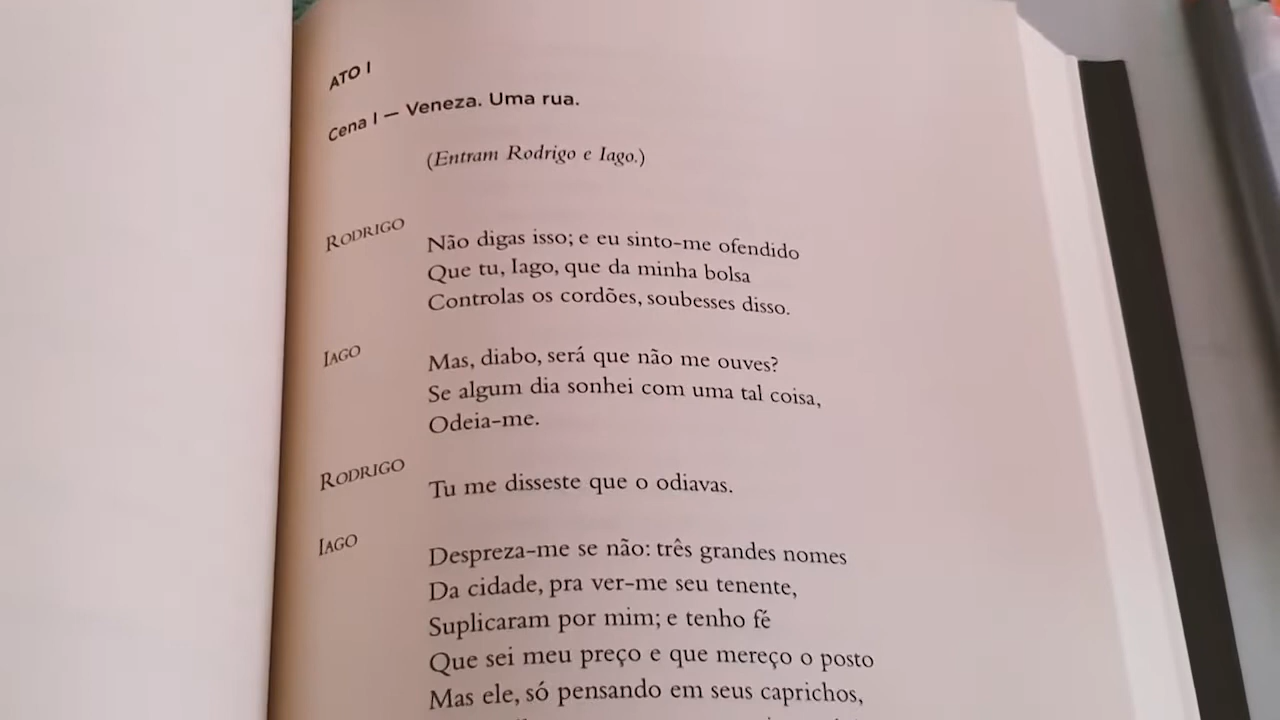 ATO I
Cena I — Veneza. Uma rua.
(Entram Rodrigo e Iago.)
RODRIGO Não digas isso; e eu sinto-me ofendido
Que tu, Iago, que da minha bolsa
Controlas os cordões, soubesses disso.
IAGO Mas, diabo, será que não me ouves?
Se algum dia sonhei com uma tal coisa,
Odeia-me.
RODRIGO Tu me disseste que o odiavas.
IAGO Despreza-me se não: três grandes nomes
Da cidade, pra ver-me seu tenente,
Suplicaram por mim; e tenho fé
Que sei meu preço e que mereço o posto
Mas ele, só pensando em seus caprichos,